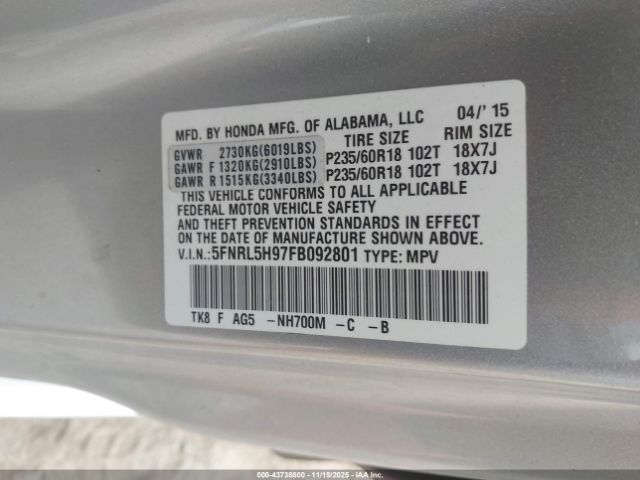 MFD. BY HONDA MFG. OF ALABAMA, LLC 04/'15
TIRE SIZE RIM SIZE
GVWR 2730KG(6019LBS)
GAWR F 1320KG(2910LBS) P235/60R18 102T 18X7J
GAWR R 1515KG(3340LBS) P235/60R18 102T 18X7J
THIS VEHICLE CONFORMS TO ALL APPLICABLE
FEDERAL MOTOR VEHICLE SAFETY
AND THEFT PREVENTION STANDARDS IN EFFECT
ON THE DATE OF MANUFACTURE SHOWN ABOVE.
V.I.N.: 5FNRL5H97FB092801 TYPE: MPV
TK8 F AG5 -NH700M -C -B
000-43738800 - 11/19/2025 - IAAI.COM